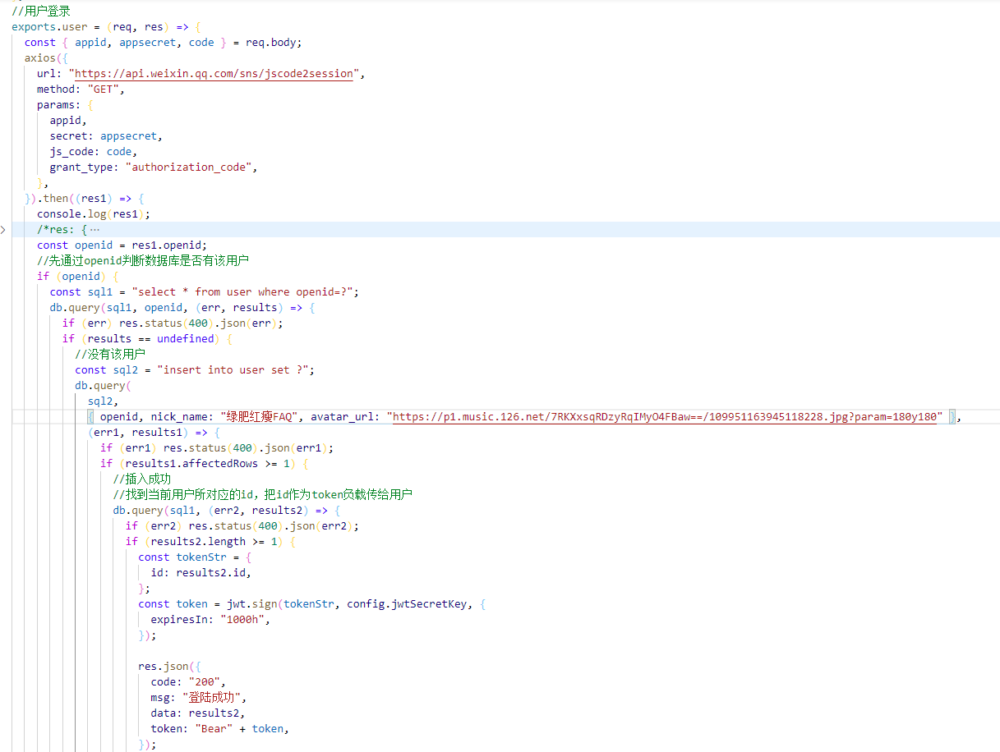 //用户登录
exports.user = (req, res) => {
const { appid, appsecret, code } = req.body;
axios({
url: "https://api.weixin.qq.com/sns/jscode2session",
method: "GET",
params: {
appid,
secret: appsecret,
js_code: code,
grant_type: "authorization_code",
},
}).then((res1) => {
console.log(res1);
/*res: {…
const openid = res1.openid;
//先通过openid判断数据库是否有该用户
if (openid) {
const sql1 = "select * from user where openid=?";
db.query(sql1, openid, (err, results) => {
if (err) res.status(400).json(err);
if (results == undefined) {
//没有该用户
const sql2 = "insert into user set ?";
db.query(
sql2,
{ openid, nick_name: "绿肥红瘦FAQ", avatar_url: "https://p1.music.126.net/7RKXxsqRDzyRqIMyO4FBaw==/109951163945118228.jpg?param=180y180" },
(err1, results1) => {
if (err1) res.status(400).json(err1);
if (results1.affectedRows >= 1) {
//插入成功
//找到当前用户所对应的id，把id作为token负载传给用户
db.query(sql1, (err2, results2) => {
if (err2) res.status(400).json(err2);
if (results2.length >= 1) {
const tokenStr = {
id: results2.id,
};
const token = jwt.sign(tokenStr, config.jwtSecretKey, {
expiresIn: "1000h",
});
res.json({
code: "200",
msg: "登陆成功",
data: results2,
token: "Bear" + token,
});